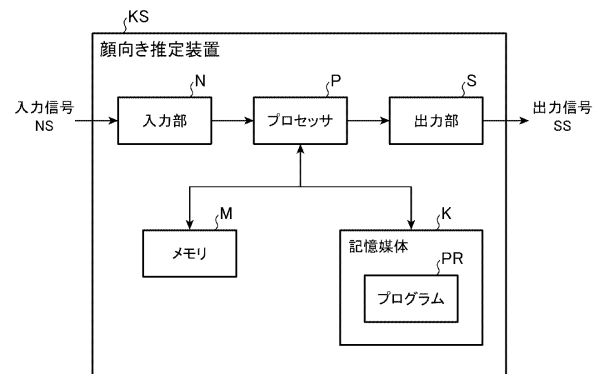 KS
顔向き推定装置
N
P
S
入力信号
NS
入力部
プロセッサ
出力部
出力信号
SS
M
K
メモリ
記憶媒体
PR
プログラム